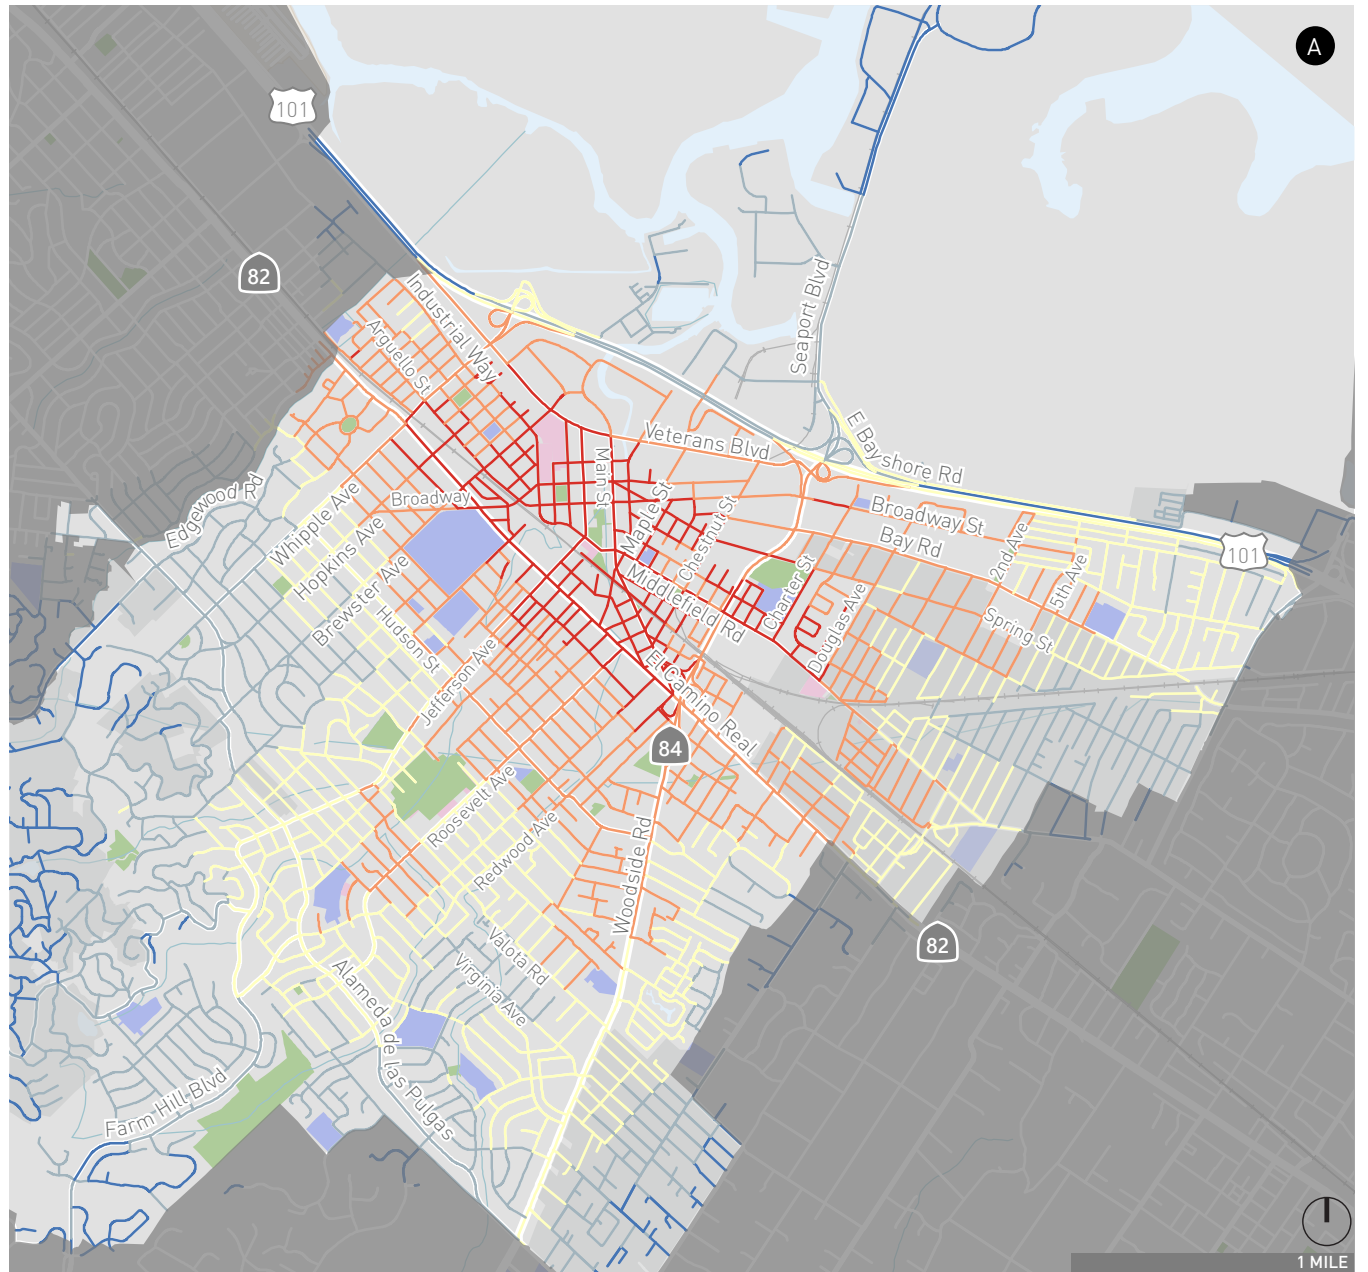 A
101
82
Industrial Way
Arguello St
Seaport Blvd
E Bayshore Rd
Veterans Blvd
Main St
Edgewood Rd
Whipple Ave
Broadway
Maple St
Chestnut St
Broadway St
Bay Rd
2nd Ave
101
Hopkins Ave
Brewster Ave
Middlefield Rd
Charter St
Douglas Ave
5th Ave
Hudson St
Jefferson Ave
El Camino Real
Spring St
84
Roosevelt Ave
Redwood Ave
Woodside Rd
82
Valota Rd
Virginia Ave
Alameda de las Pulgas
Farm Hill Blvd
1 MILE